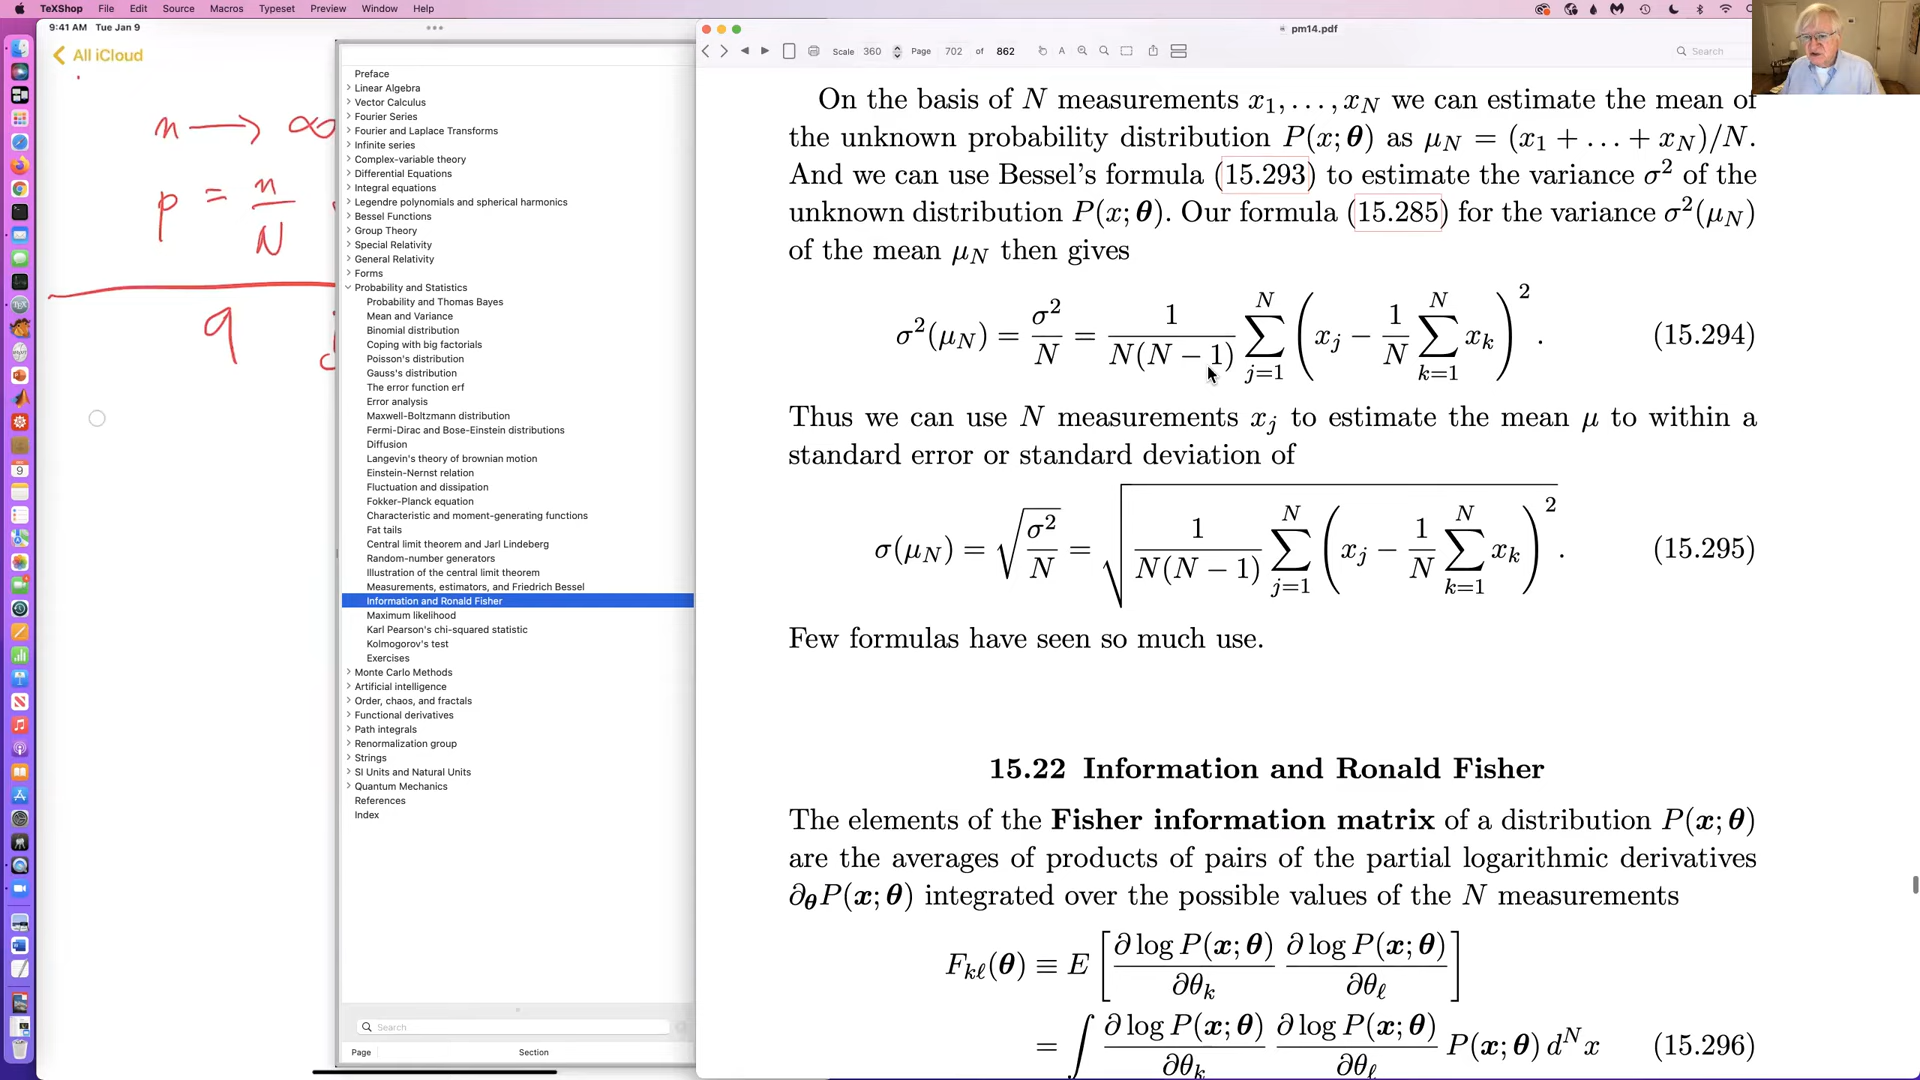 TeXShop File Edit Source Macros Typeset Preview Window Help
9:41 AM Tue Jan 9
All iCloud
n → ∞
p = n/N
q
Preface
Linear Algebra
Vector Calculus
Fourier Series
Fourier and Laplace Transforms
Infinite series
Complex-variable theory
Differential Equations
Integral equations
Legendre polynomials and spherical harmonics
Bessel Functions
Group Theory
Special Relativity
General Relativity
Forms
Probability and Statistics
Probability and Thomas Bayes
Mean and Variance
Binomial distribution
Coping with big factorials
Poisson's distribution
Gauss's distribution
The error function erf
Error analysis
Maxwell-Boltzmann distribution
Fermi-Dirac and Bose-Einstein distributions
Diffusion
Langevin's theory of brownian motion
Einstein-Nernst relation
Fluctuation and dissipation
Fokker-Planck equation
Characteristic and moment-generating functions
Fat tails
Central limit theorem and Jarl Lindeberg
Random-number generators
Illustration of the central limit theorem
Measurements, estimators, and Friedrich Bessel
Information and Ronald Fisher
Maximum likelihood
Karl Pearson's chi-squared statistic
Kolmogorov's test
Exercises
Monte Carlo Methods
Artificial intelligence
Order, chaos, and fractals
Functional derivatives
Path integrals
Renormalization group
Strings
SI Units and Natural Units
Quantum Mechanics
References
Index
Search
Page Section
pm14.pdf
Scale 360 Page 702 of 862 Search
On the basis of N measurements x₁, . . . , x_N we can estimate the mean of
the unknown probability distribution P(x; θ) as μ_N = (x₁ + . . . + x_N)/N.
And we can use Bessel's formula (15.293) to estimate the variance σ² of the
unknown distribution P(x; θ). Our formula (15.285) for the variance σ²(μ_N)
of the mean μ_N then gives
σ²(μ_N) = σ²/N = 1/(N(N − 1)) ∑_{j=1}^{N} (x_j − 1/N ∑_{k=1}^{N} x_k)² . (15.294)
Thus we can use N measurements x_j to estimate the mean μ to within a
standard error or standard deviation of
σ(μ_N) = √(σ²/N) = √(1/(N(N − 1)) ∑_{j=1}^{N} (x_j − 1/N ∑_{k=1}^{N} x_k)²) . (15.295)
Few formulas have seen so much use.
15.22 Information and Ronald Fisher
The elements of the Fisher information matrix of a distribution P(x; θ)
are the averages of products of pairs of the partial logarithmic derivatives
∂_θ P(x; θ) integrated over the possible values of the N measurements
F_{kℓ}(θ) ≡ E [∂ log P(x; θ)/∂θ_k ∂ log P(x; θ)/∂θ_ℓ]
= ∫ ∂ log P(x; θ)/∂θ_k ∂ log P(x; θ)/∂θ_ℓ P(x; θ) d^N x (15.296)